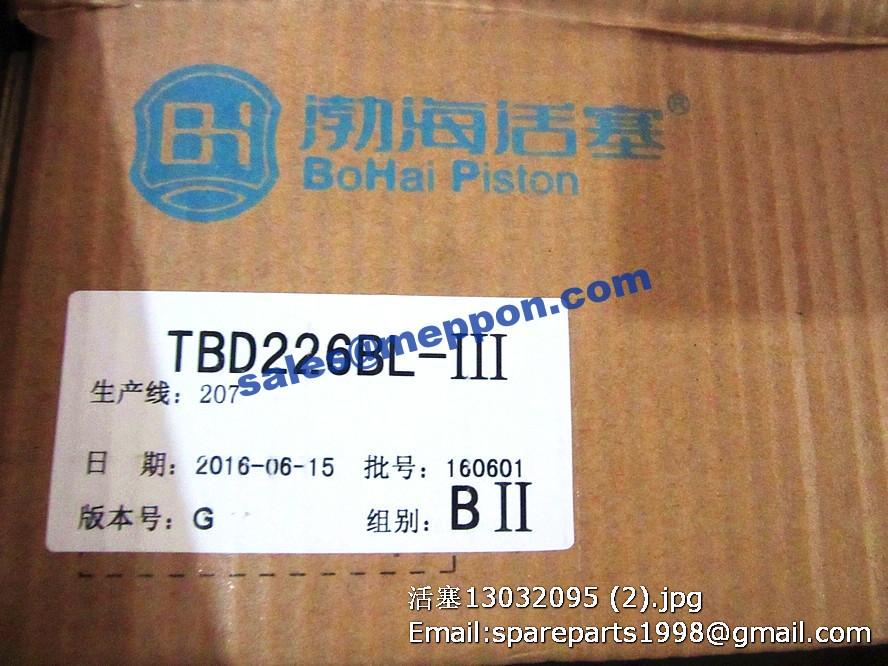 BH 渤海活塞®
BoHai Piston
sales@meppon.com
TBD226BL-III
生产线: 207
日 期: 2016-06-15 批号: 160601
版本号: G 组别: B II
活塞13032095 (2).jpg
Email:spareparts1998@gmail.com